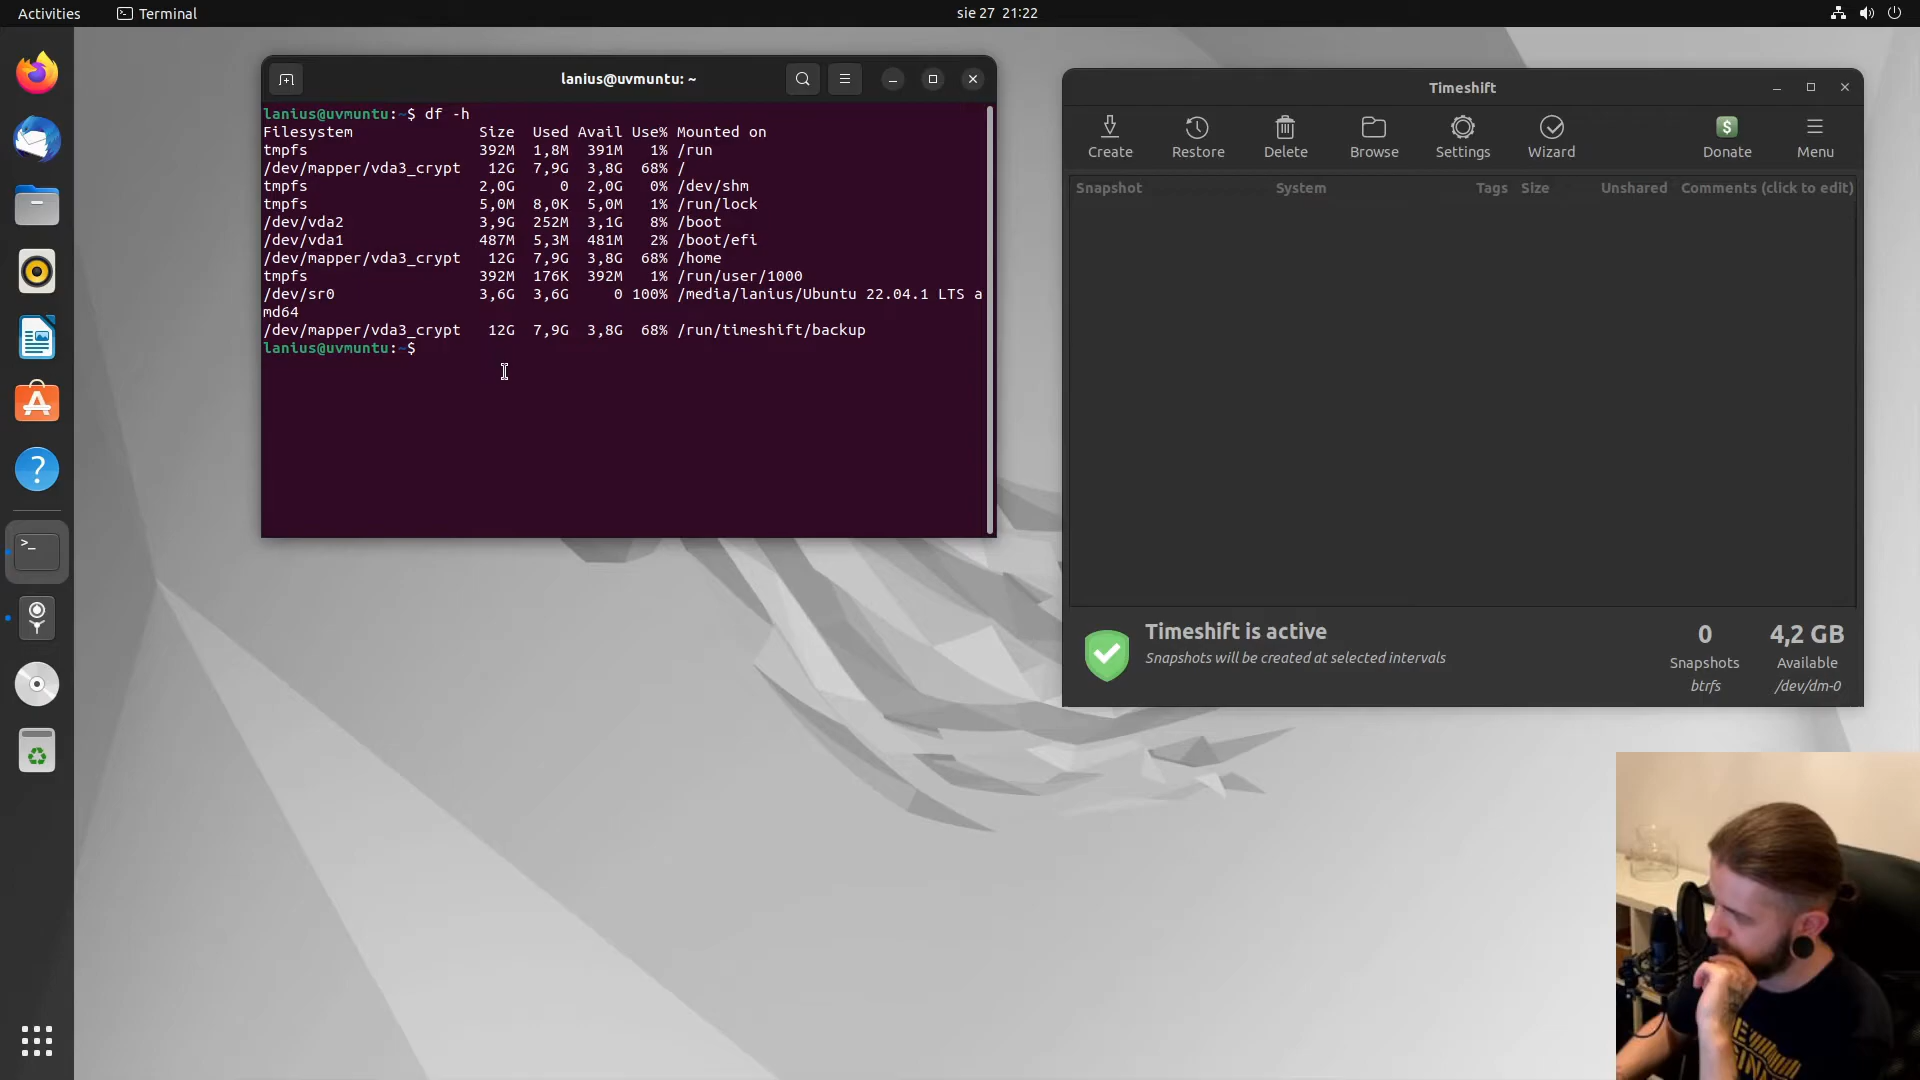 Activities
Terminal
sie 27 21:22
lanius@uvmuntu: ~
lanius@uvmuntu:~$ df -h
Filesystem Size Used Avail Use% Mounted on
tmpfs 392M 1,8M 391M 1% /run
/dev/mapper/vda3_crypt 12G 7,9G 3,8G 68% /
tmpfs 2,0G 0 2,0G 0% /dev/shm
tmpfs 5,0M 8,0K 5,0M 1% /run/lock
/dev/vda2 3,9G 252M 3,1G 8% /boot
/dev/vda1 487M 5,3M 481M 2% /boot/efi
/dev/mapper/vda3_crypt 12G 7,9G 3,8G 68% /home
tmpfs 392M 176K 392M 1% /run/user/1000
/dev/sr0 3,6G 3,6G 0 100% /media/lanius/Ubuntu 22.04.1 LTS a
md64
/dev/mapper/vda3_crypt 12G 7,9G 3,8G 68% /run/timeshift/backup
lanius@uvmuntu:~$
Timeshift
Create Restore Delete Browse Settings Wizard Donate Menu
Snapshot System Tags Size Unshared Comments (click to edit)
Timeshift is active
Snapshots will be created at selected intervals
0
Snapshots
btrfs
4,2 GB
Available
/dev/dm-0